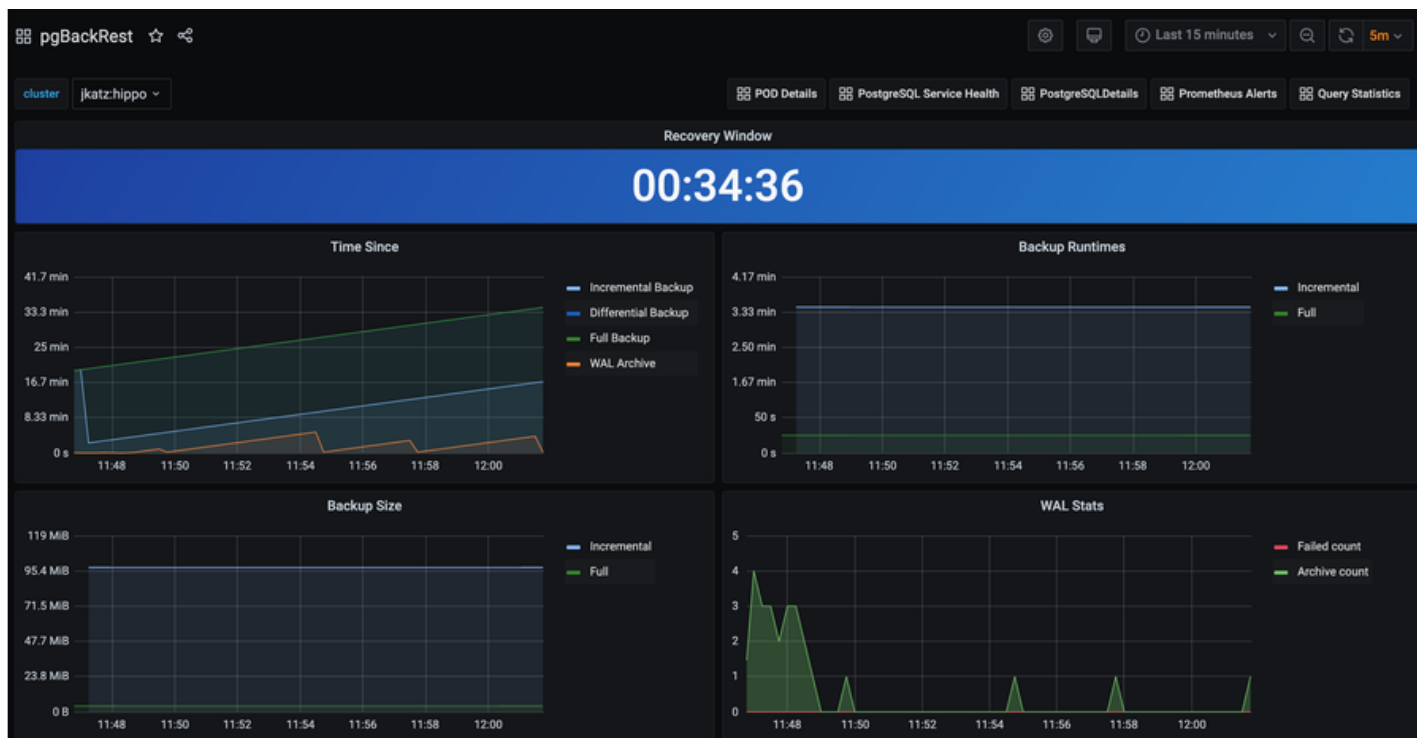 pgBackRest
Last 15 minutes
5m
cluster
jkatz:hippo
POD Details
PostgreSQL Service Health
PostgreSQLDetails
Prometheus Alerts
Query Statistics
Recovery Window
00:34:36
Time Since
41.7 min
33.3 min
25 min
16.7 min
8.33 min
0 s
11:48 11:50 11:52 11:54 11:56 11:58 12:00
Incremental Backup
Differential Backup
Full Backup
WAL Archive
Backup Runtimes
4.17 min
3.33 min
2.50 min
1.67 min
50 s
0 s
11:48 11:50 11:52 11:54 11:56 11:58 12:00
Incremental
Full
Backup Size
119 MiB
95.4 MiB
71.5 MiB
47.7 MiB
23.8 MiB
0 B
11:48 11:50 11:52 11:54 11:56 11:58 12:00
Incremental
Full
WAL Stats
5
4
3
2
1
0
11:48 11:50 11:52 11:54 11:56 11:58 12:00
Failed count
Archive count